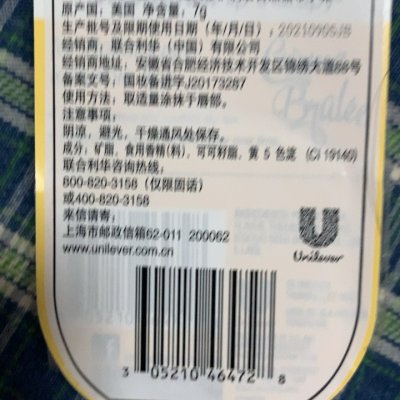 原产国：美国 净含量：7g
生产批号及限期使用日期（年/月/日）：20210905JB
经销商：联合利华（中国）有限公司
经销商地址：安徽省合肥经济技术开发区锦绣大道88号
备案文号：国妆备进字J20173287
使用方法：取适量涂抹于唇部。
注意事项：
阴凉，避光，干燥通风处保存。
成分：矿脂，食用香精（料），可可籽脂，黄 5 色淀 （CI 19140）
联合利华咨询热线：
800-820-3158（仅限固话）
或400-820-3158
来信请寄：
上海市邮政信箱62-011 200062
www.unilever.com.cn
Unilever
3 05210 46472 8